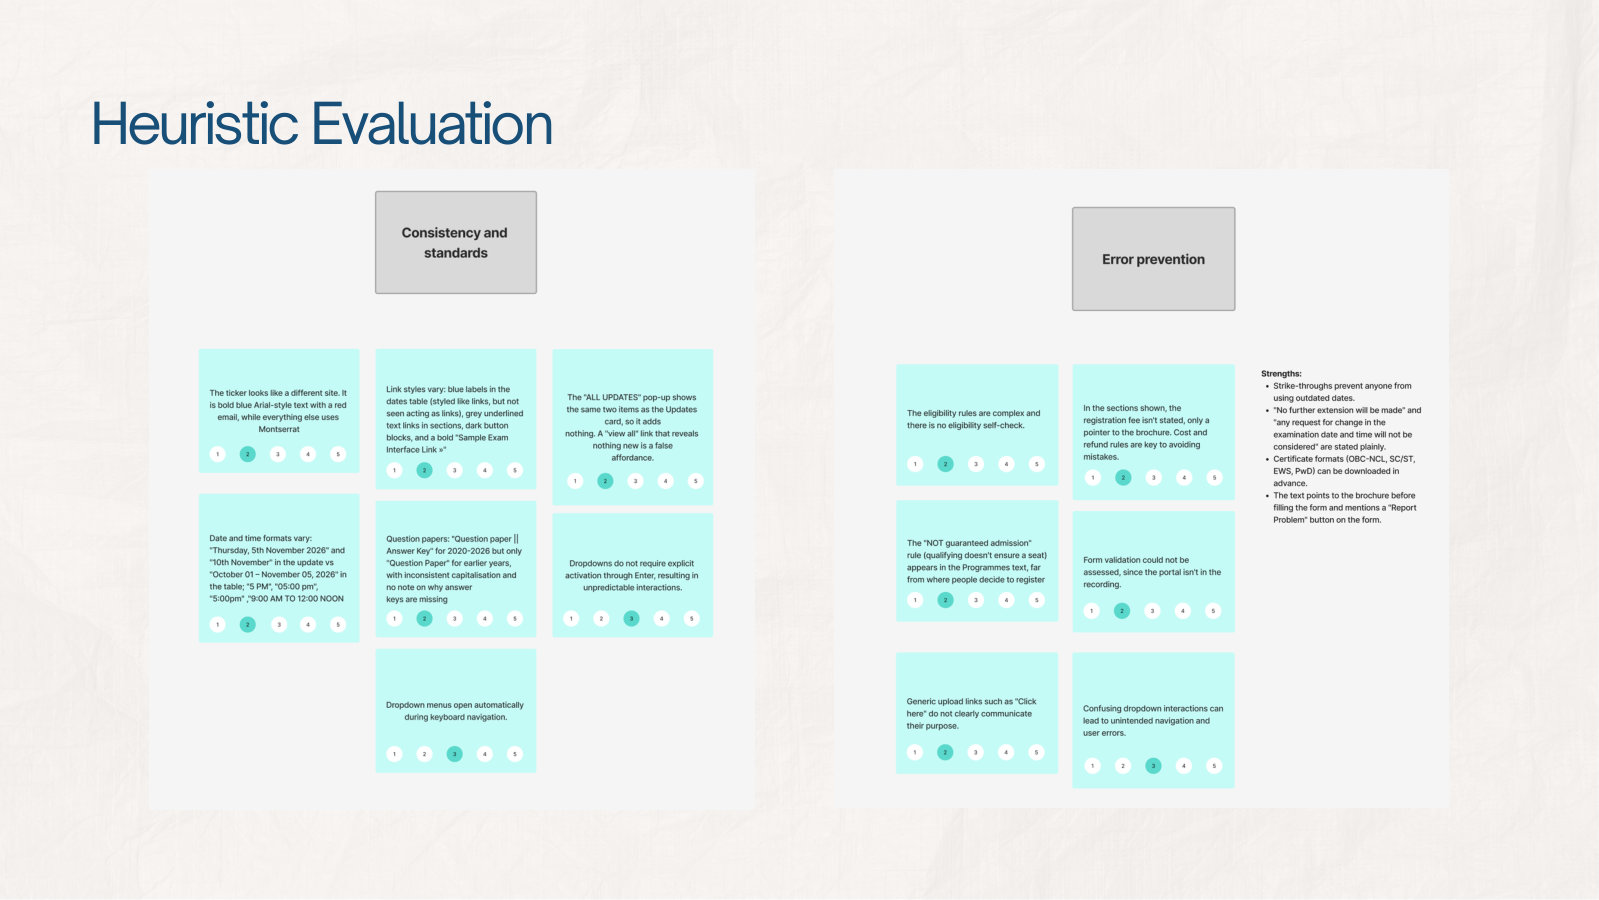 Heuristic Evaluation
Consistency and
standards
The ticker looks like a different site. It
is bold blue Arial-style text with a red
email, while everything else uses
Montserrat
1 2 3 4 5
Link styles vary: blue labels in the
dates table (styled like links, but not
seen acting as links), grey underlined
text links in sections, dark button
blocks, and a bold "Sample Exam
Interface Link »"
1 2 3 4 5
The "ALL UPDATES" pop-up shows
the same two items as the Updates
card, so it adds
nothing. A "view all" link that reveals
nothing new is a false
affordance.
1 2 3 4 5
Date and time formats vary:
"Thursday, 5th November 2026" and
"10th November" in the update vs
"October 01 – November 05, 2026" in
the table; "5 PM", "05:00 pm",
"5:00pm" ,"9:00 AM TO 12:00 NOON
1 2 3 4 5
Question papers: "Question paper ||
Answer Key" for 2020-2026 but only
"Question Paper" for earlier years,
with inconsistent capitalisation and
no note on why answer
keys are missing
1 2 3 4 5
Dropdowns do not require explicit
activation through Enter, resulting in
unpredictable interactions.
1 2 3 4 5
Dropdown menus open automatically
during keyboard navigation.
1 2 3 4 5
Error prevention
The eligibility rules are complex and
there is no eligibility self-check.
1 2 3 4 5
In the sections shown, the
registration fee isn't stated, only a
pointer to the brochure. Cost and
refund rules are key to avoiding
mistakes.
1 2 3 4 5
The "NOT guaranteed admission"
rule (qualifying doesn't ensure a seat)
appears in the Programmes text, far
from where people decide to register
1 2 3 4 5
Form validation could not be
assessed, since the portal isn't in the
recording.
1 2 3 4 5
Generic upload links such as "Click
here" do not clearly communicate
their purpose.
1 2 3 4 5
Confusing dropdown interactions can
lead to unintended navigation and
user errors.
1 2 3 4 5
Strengths:
• Strike-throughs prevent anyone from
using outdated dates.
• "No further extension will be made" and
"any request for change in the
examination date and time will not be
considered" are stated plainly.
• Certificate formats (OBC-NCL, SC/ST,
EWS, PwD) can be downloaded in
advance.
• The text points to the brochure before
filling the form and mentions a "Report
Problem" button on the form.